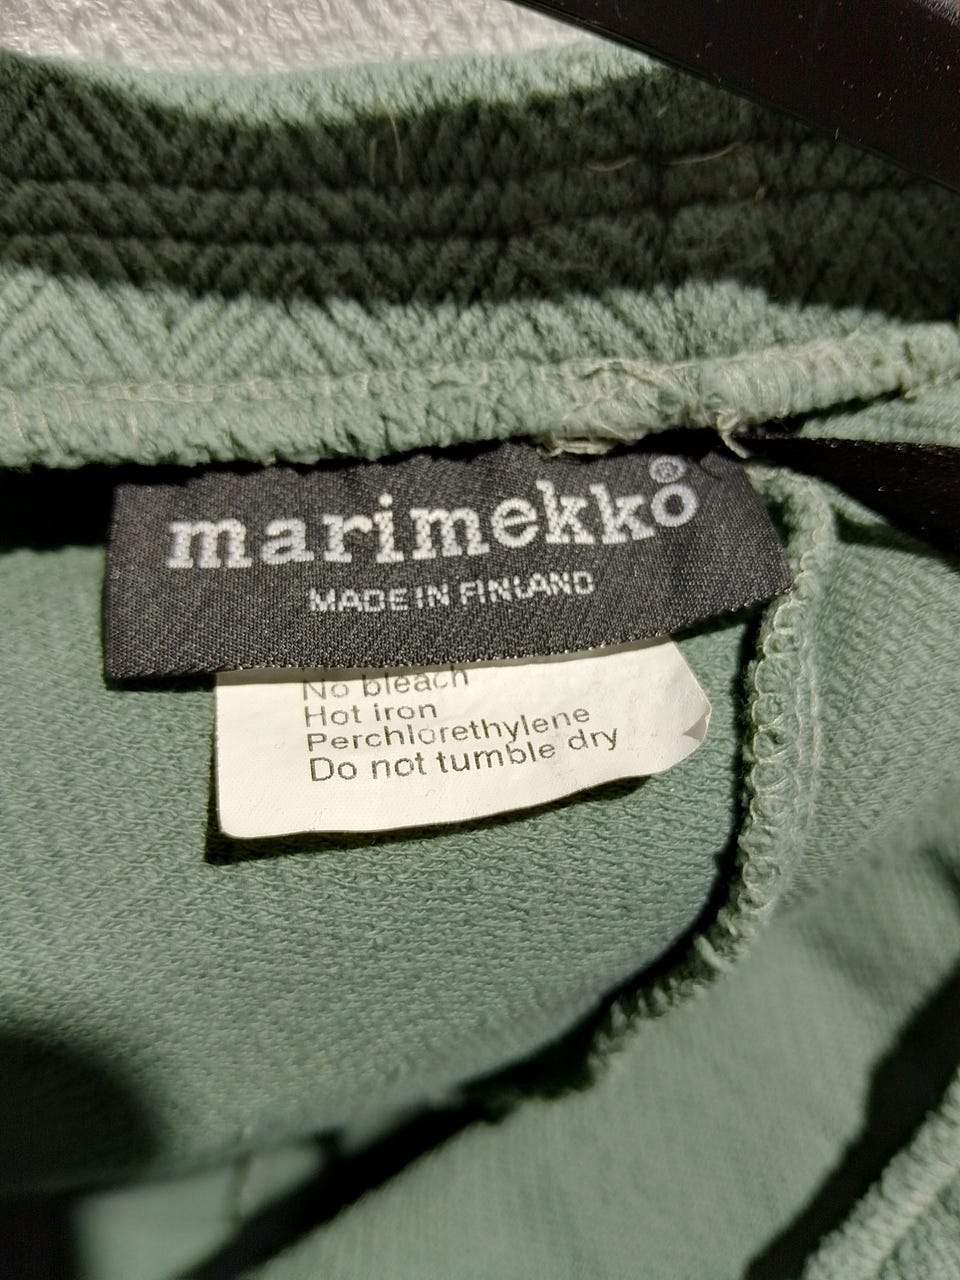 marimekko®
MADE IN FINLAND
No bleach
Hot iron
Perchlorethylene
Do not tumble dry